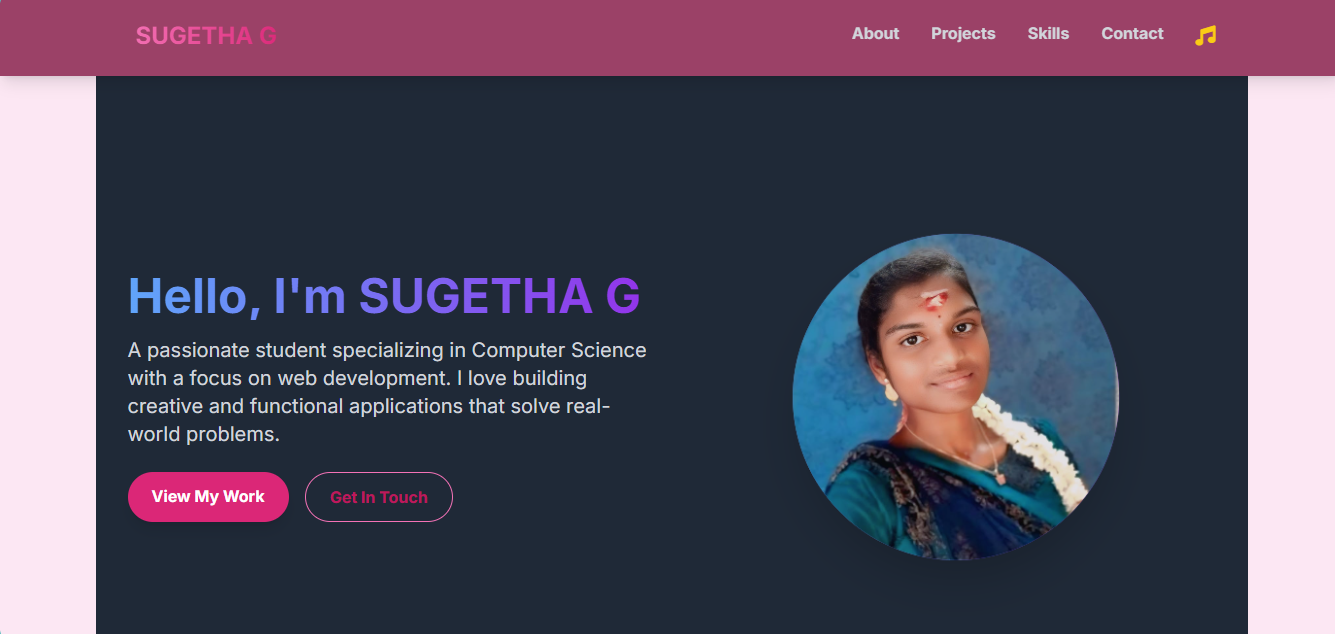 SUGETHA G
About
Projects
Skills
Contact
Hello, I'm SUGETHA G
A passionate student specializing in Computer Science
with a focus on web development. I love building
creative and functional applications that solve real-
world problems.
View My Work
Get In Touch